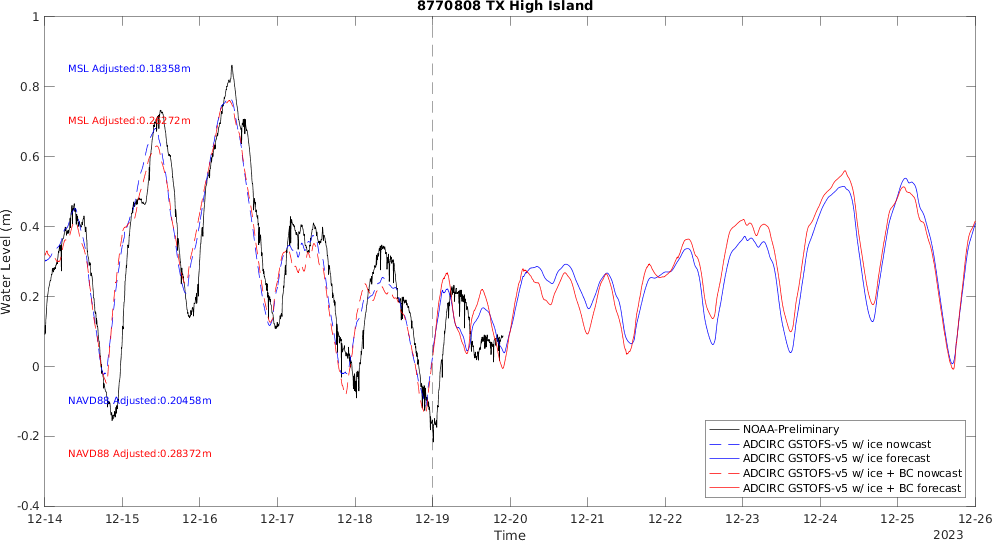 8770808 TX High Island
1
0.8
0.6
0.4
0.2
0
-0.2
-0.4
Water Level (m)
MSL Adjusted:0.18358m
MSL Adjusted:0.26272m
NAVD88 Adjusted:0.20458m
NAVD88 Adjusted:0.28372m
NOAA-Preliminary
ADCIRC GSTOFS-v5 w/ ice nowcast
ADCIRC GSTOFS-v5 w/ ice forecast
ADCIRC GSTOFS-v5 w/ ice + BC nowcast
ADCIRC GSTOFS-v5 w/ ice + BC forecast
12-14 12-15 12-16 12-17 12-18 12-19 12-20 12-21 12-22 12-23 12-24 12-25 12-26
Time
2023